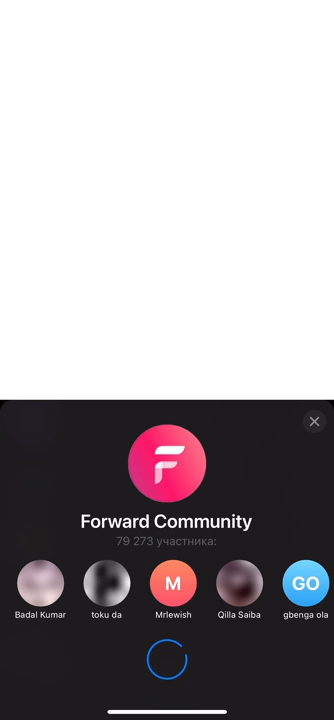 Forward Community
79 273 участника:
M
GO
Badal Kumar
toku da
Mrlewish
Qilla Saiba
gbenga ola